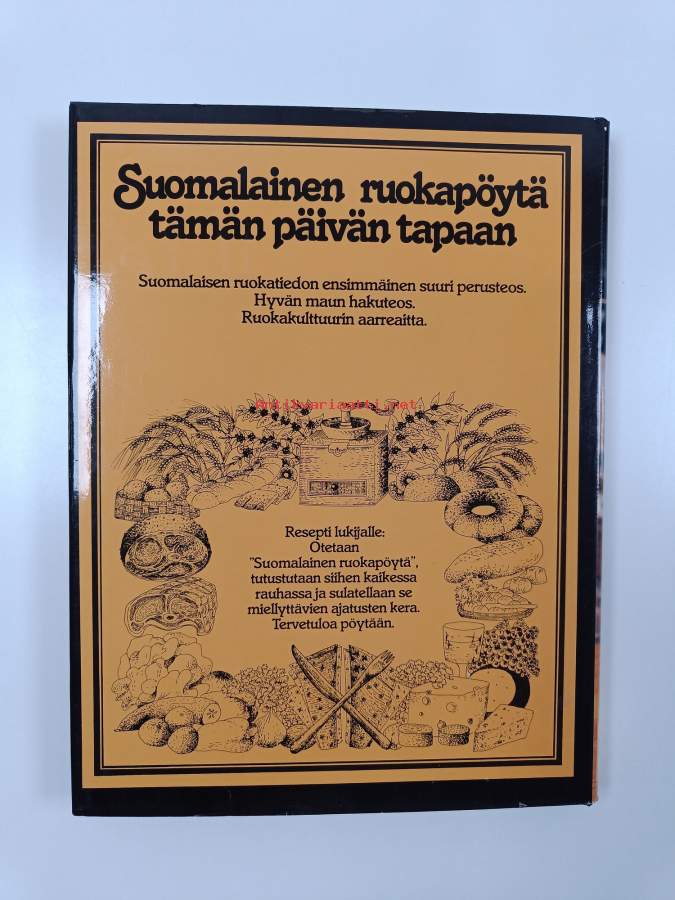 Suomalainen ruokapöytä
tämän päivän tapaan
Suomalaisen ruokatiedon ensimmäinen suuri perusteos.
Hyvän maun hakuteos.
Ruokakulttuurin aarreaitta.
Antikvariaatti.net
Resepti lukijalle:
Otetaan
"Suomalainen ruokapöytä",
tutustutaan siihen kaikessa
rauhassa ja sulatellaan se
miellyttävien ajatusten kera.
Tervetuloa pöytään.